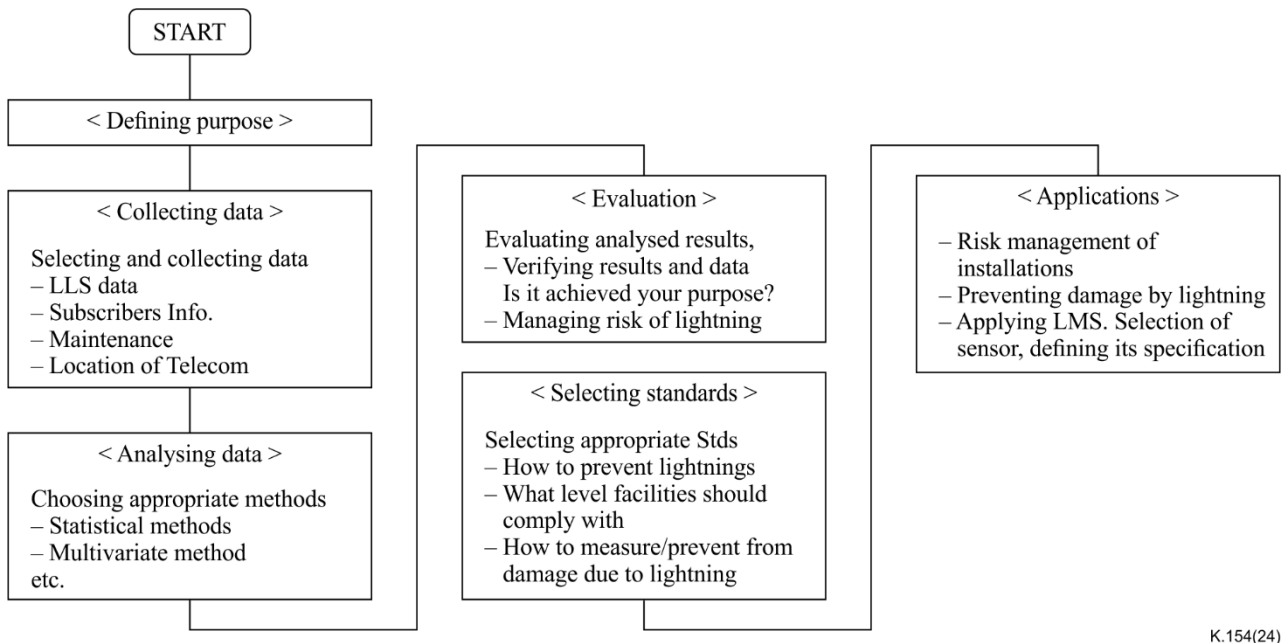 START
< Defining purpose >
< Collecting data >
Selecting and collecting data
– LLS data
– Subscribers Info.
– Maintenance
– Location of Telecom
< Analysing data >
Choosing appropriate methods
– Statistical methods
– Multivariate method
etc.
< Evaluation >
Evaluating analysed results,
– Verifying results and data
Is it achieved your purpose?
– Managing risk of lightning
< Selecting standards >
Selecting appropriate Stds
– How to prevent lightnings
– What level facilities should
comply with
– How to measure/prevent from
damage due to lightning
< Applications >
– Risk management of
installations
– Preventing damage by lightning
– Applying LMS. Selection of
sensor, defining its specification
K.154(24)